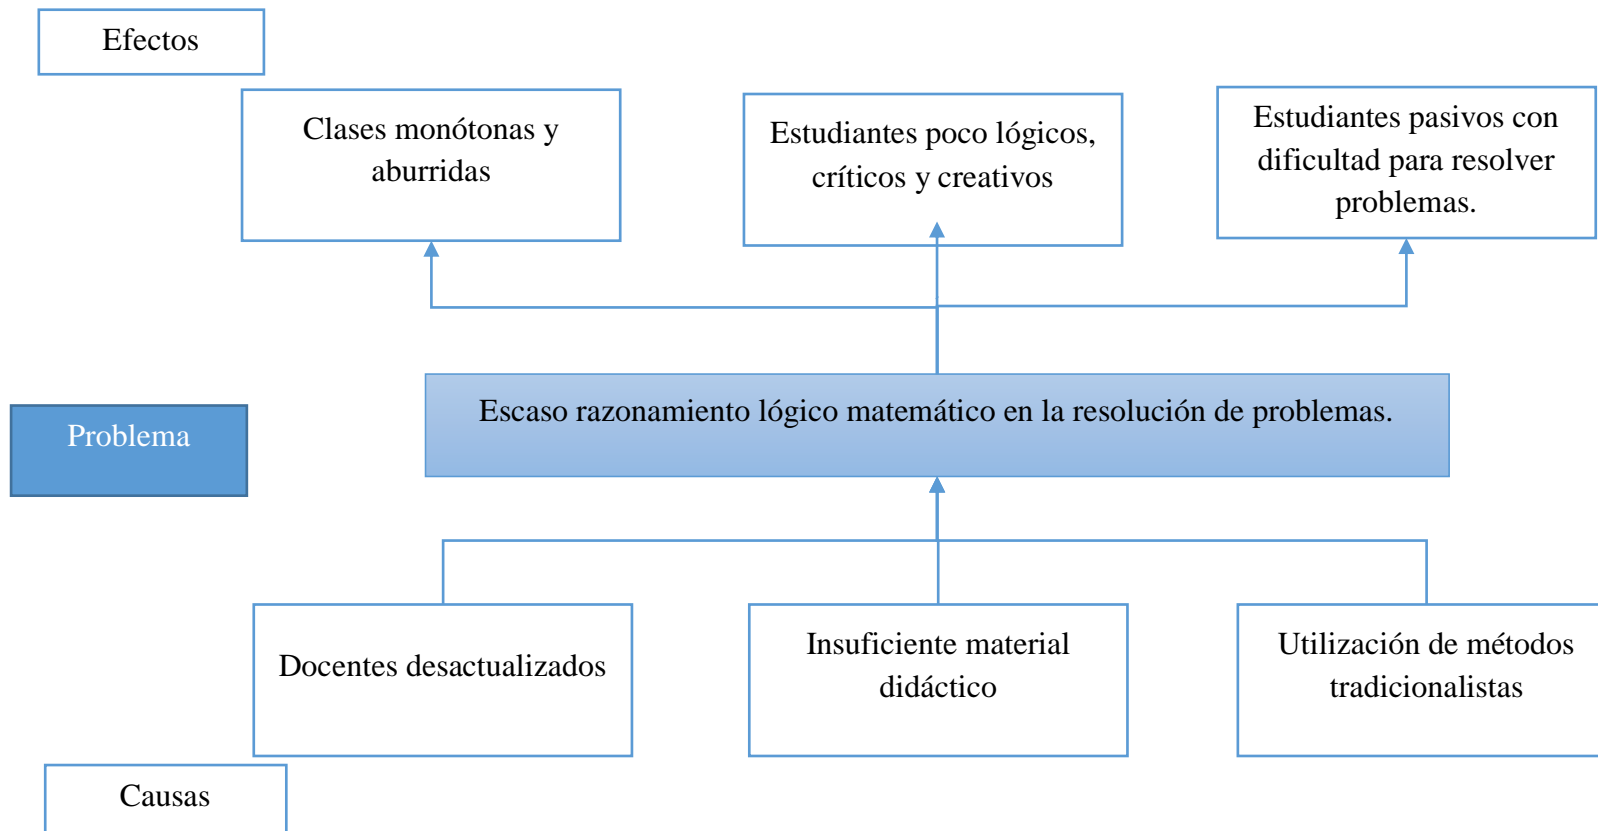 Efectos
Clases monótonas y
aburridas
Estudiantes poco lógicos,
críticos y creativos
Estudiantes pasivos con
dificultad para resolver
problemas.
Escaso razonamiento lógico matemático en la resolución de problemas.
Problema
Docentes desactualizados
Insuficiente material
didáctico
Utilización de métodos
tradicionalistas
Causas